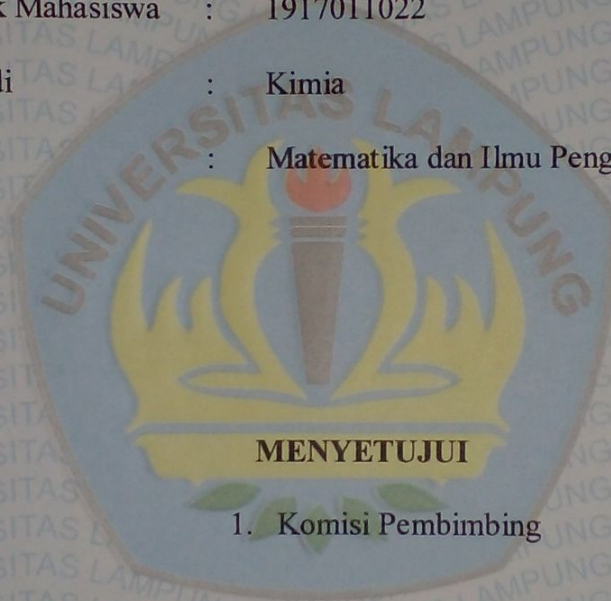 k Mahasiswa : 1917011022
di : Kimia
: Matematika dan Ilmu Peng
UNIVERSITAS LAMPUNG
MENYETUJUI
1. Komisi Pembimbing